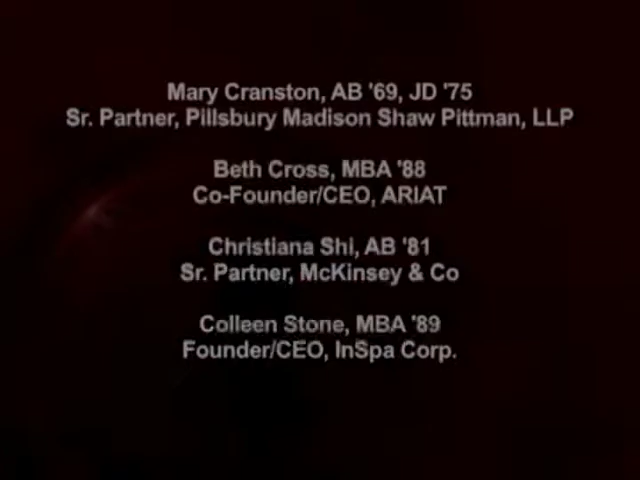 Mary Cranston, AB '69, JD '75
Sr. Partner, Pillsbury Madison Shaw Pittman, LLP
Beth Cross, MBA '88
Co-Founder/CEO, ARIAT
Christiana Shi, AB '81
Sr. Partner, McKinsey & Co
Colleen Stone, MBA '89
Founder/CEO, InSpa Corp.